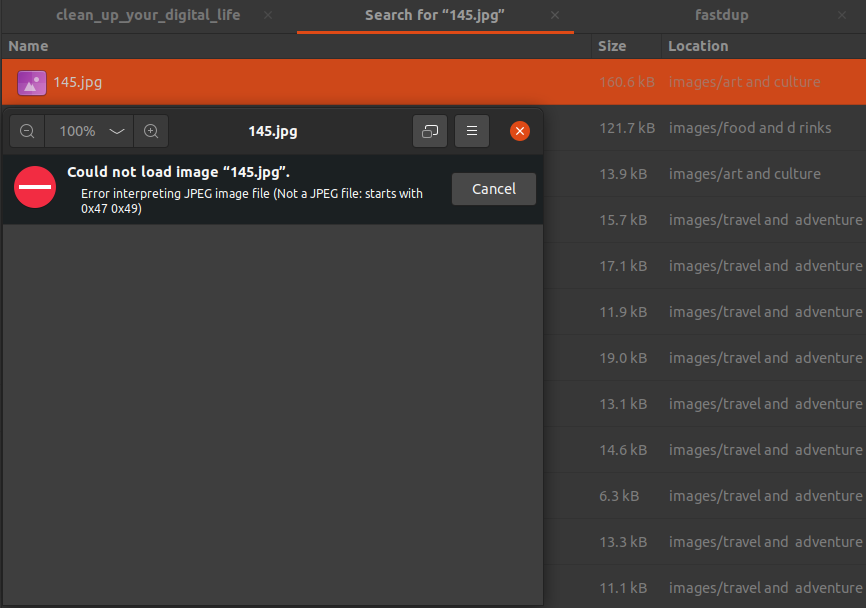 clean_up_your_digital_life
Search for “145.jpg”
fastdup
Name Size Location
145.jpg 160.6 kB images/art and culture
100% 145.jpg
Could not load image “145.jpg”.
Error interpreting JPEG image file (Not a JPEG file: starts with
0x47 0x49)
Cancel
121.7 kB images/food and d rinks
13.9 kB images/art and culture
15.7 kB images/travel and adventure
17.1 kB images/travel and adventure
11.9 kB images/travel and adventure
19.0 kB images/travel and adventure
13.1 kB images/travel and adventure
14.6 kB images/travel and adventure
6.3 kB images/travel and adventure
13.3 kB images/travel and adventure
11.1 kB images/travel and adventure